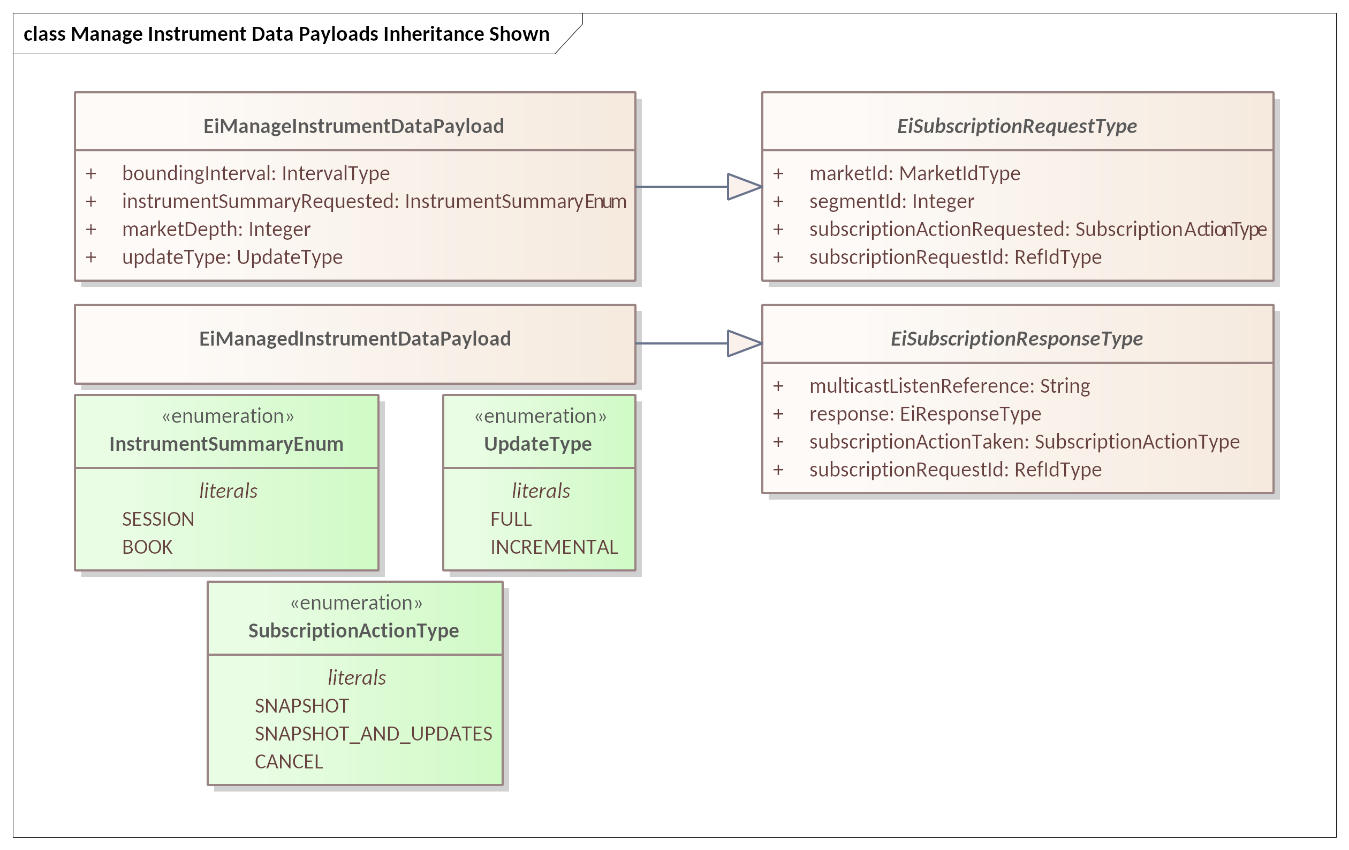 class Manage Instrument Data Payloads Inheritance Shown
EiManageInstrumentDataPayload
+ boundingInterval: IntervalType
+ instrumentSummaryRequested: InstrumentSummaryEnum
+ marketDepth: Integer
+ updateType: UpdateType
EiSubscriptionRequestType
+ marketId: MarketIdType
+ segmentId: Integer
+ subscriptionActionRequested: SubscriptionActionType
+ subscriptionRequestId: RefIdType
EiManagedInstrumentDataPayload
EiSubscriptionResponseType
+ multicastListenReference: String
+ response: EiResponseType
+ subscriptionActionTaken: SubscriptionActionType
+ subscriptionRequestId: RefIdType
«enumeration»
InstrumentSummaryEnum
literals
SESSION
BOOK
«enumeration»
UpdateType
literals
FULL
INCREMENTAL
«enumeration»
SubscriptionActionType
literals
SNAPSHOT
SNAPSHOT_AND_UPDATES
CANCEL